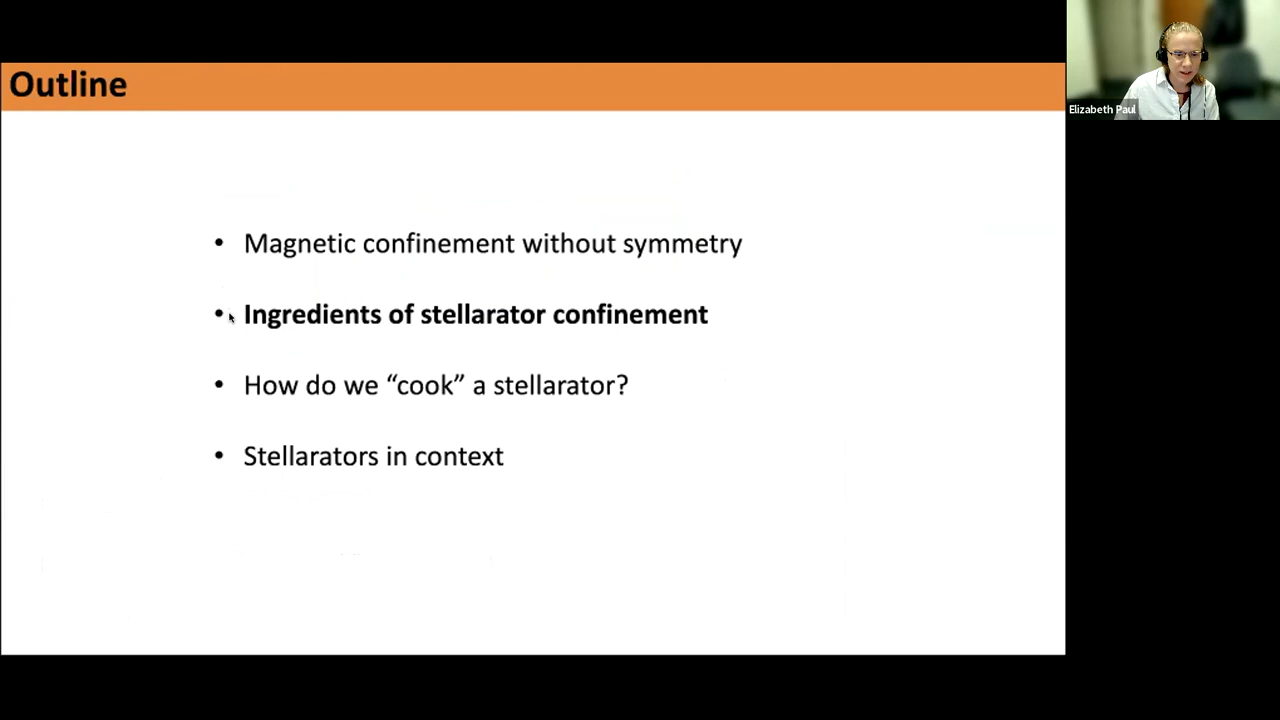 Outline
Elizabeth Paul
• Magnetic confinement without symmetry
• Ingredients of stellarator confinement
• How do we “cook” a stellarator?
• Stellarators in context